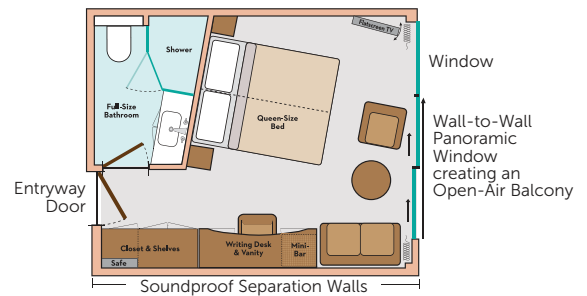 Flatscreen TV
Shower
Window
Full-Size
Bathroom
Queen-Size
Bed
Wall-to-Wall
Panoramic
Window
creating an
Open-Air Balcony
Entryway
Door
Closet & Shelves
Writing Desk
& Vanity
Mini-
Bar
Safe
Soundproof Separation Walls